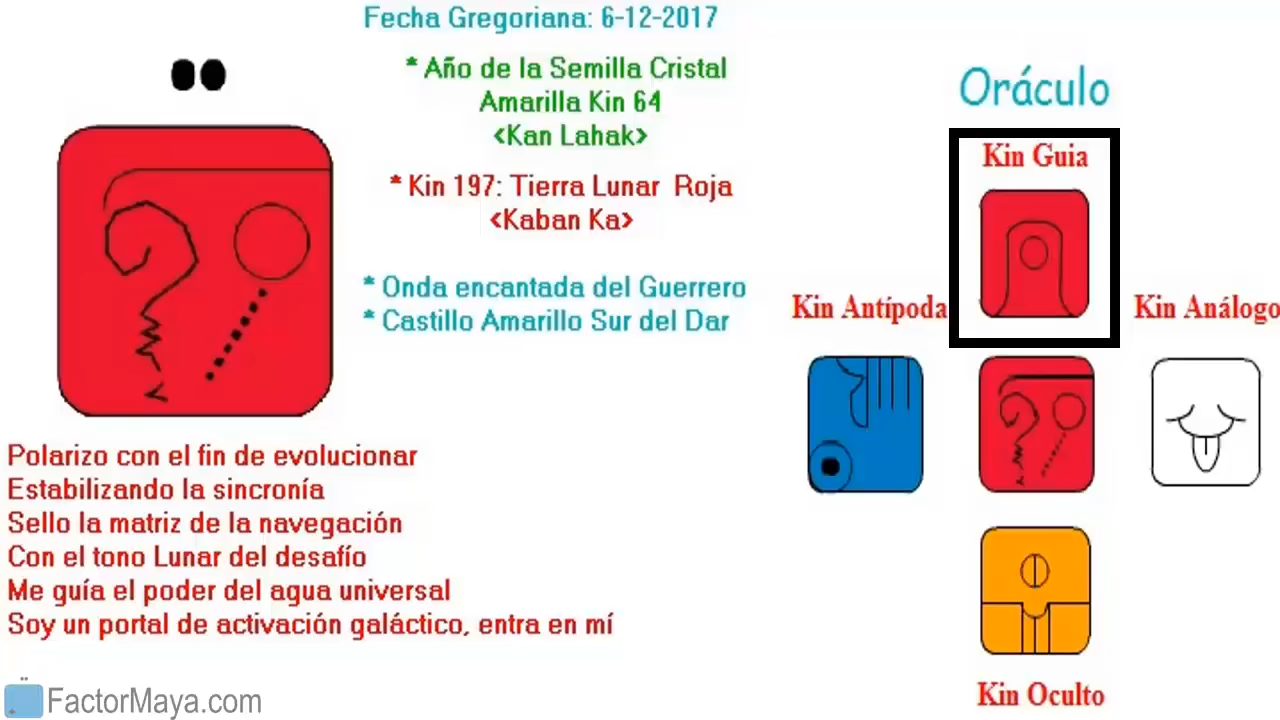 Fecha Gregoriana: 6-12-2017
* Año de la Semilla Cristal
Amarilla Kin 64
<Kan Lahak>
* Kin 197: Tierra Lunar Roja
<Kaban Ka>
* Onda encantada del Guerrero
* Castillo Amarillo Sur del Dar
Polarizo con el fin de evolucionar
Estabilizando la sincronía
Sello la matriz de la navegación
Con el tono Lunar del desafío
Me guía el poder del agua universal
Soy un portal de activación galáctico, entra en mí
Oráculo
Kin Guia
Kin Antípoda
Kin Análogo
Kin Oculto
FactorMaya.com